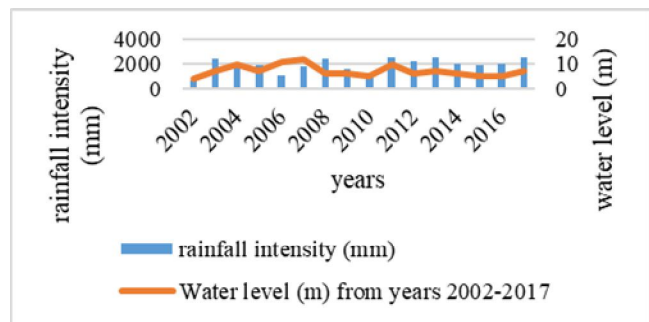 rainfall intensity
(mm)
4000
2000
0
20
10
0
water level (m)
2002
2004
2006
2008
2010
2012
2014
2016
years
rainfall intensity (mm)
Water level (m) from years 2002-2017